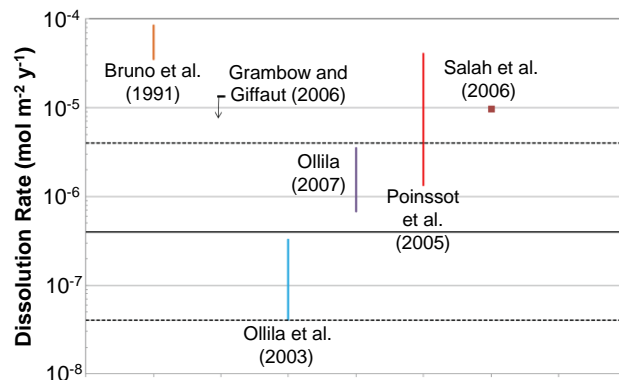 Dissolution Rate (mol m-2 y-1)
10-4
10-5
10-6
10-7
10-8
Bruno et al.
(1991)
Grambow and
Giffaut (2006)
Salah et al.
(2006)
Ollila
(2007)
Poinssot
et al.
(2005)
Ollila et al.
(2003)